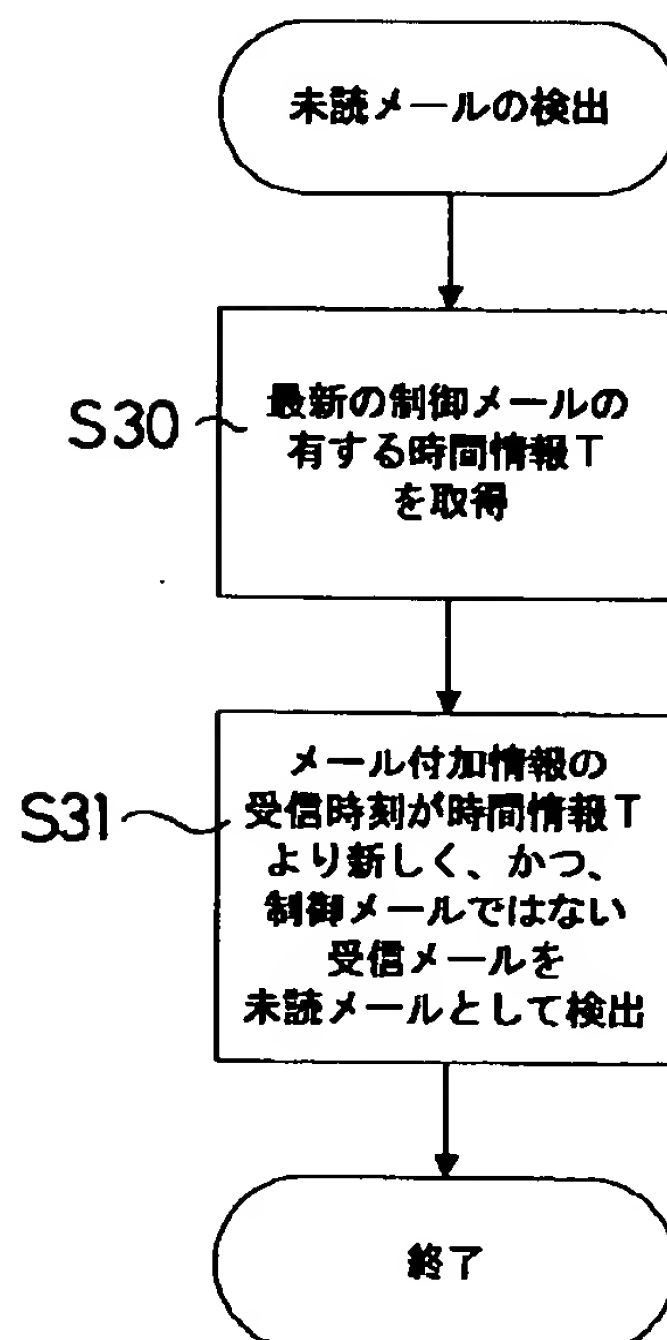 未読メールの検出
S30
最新の制御メールの
有する時間情報T
を取得
S31
メール付加情報の
受信時刻が時間情報T
より新しく、かつ、
制御メールではない
受信メールを
未読メールとして検出
終了